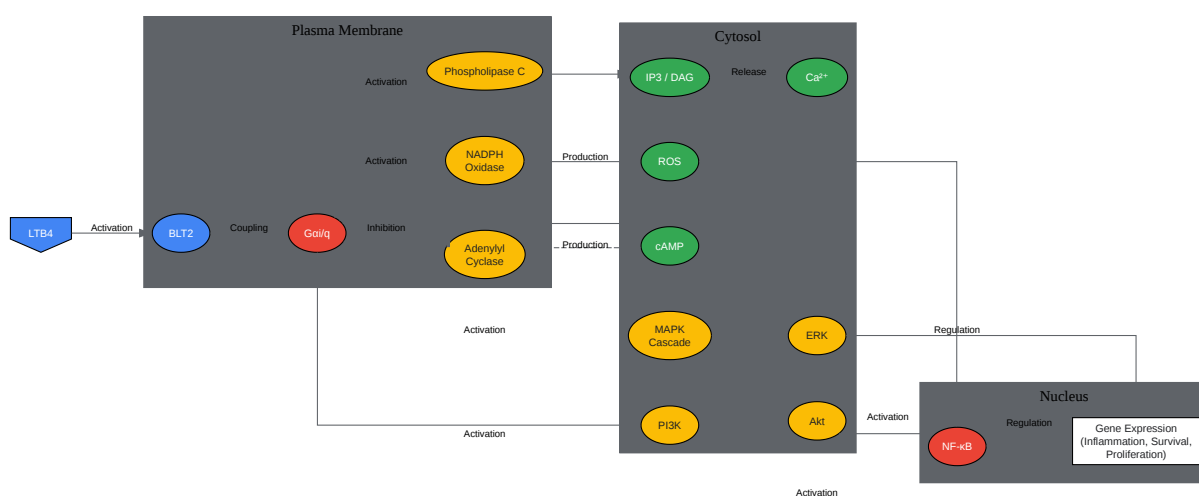 Plasma Membrane
Cytosol
Phospholipase C
IP3 / DAG
Release
Ca²⁺
Activation
NADPH
Oxidase
Activation
Production
ROS
LTB4
Activation
BLT2
Coupling
Gαi/q
Inhibition
Adenylyl
Cyclase
Production
cAMP
Activation
MAPK
Cascade
ERK
Regulation
Nucleus
PI3K
Activation
Akt
Activation
NF-κB
Regulation
Gene Expression
(Inflammation, Survival,
Proliferation)
Activation